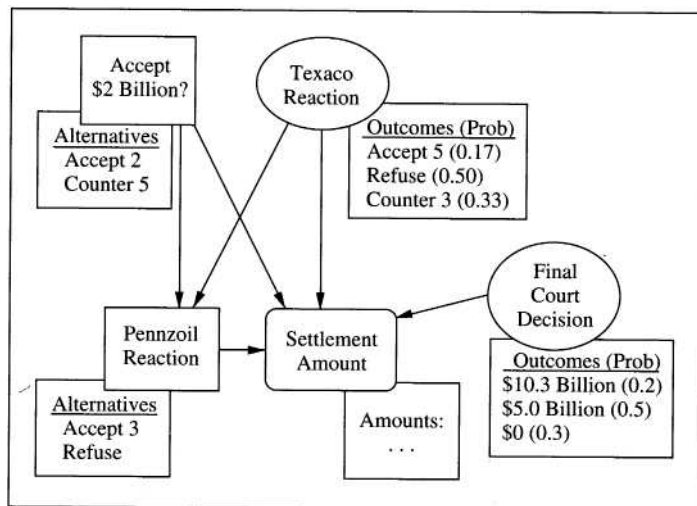 Accept
$2 Billion?
Alternatives
Accept 2
Counter 5
Texaco
Reaction
Outcomes (Prob)
Accept 5 (0.17)
Refuse (0.50)
Counter 3 (0.33)
Pennzoil
Reaction
Alternatives
Accept 3
Refuse
Settlement
Amount
Amounts:
. . .
Final
Court
Decision
Outcomes (Prob)
$10.3 Billion (0.2)
$5.0 Billion (0.5)
$0 (0.3)